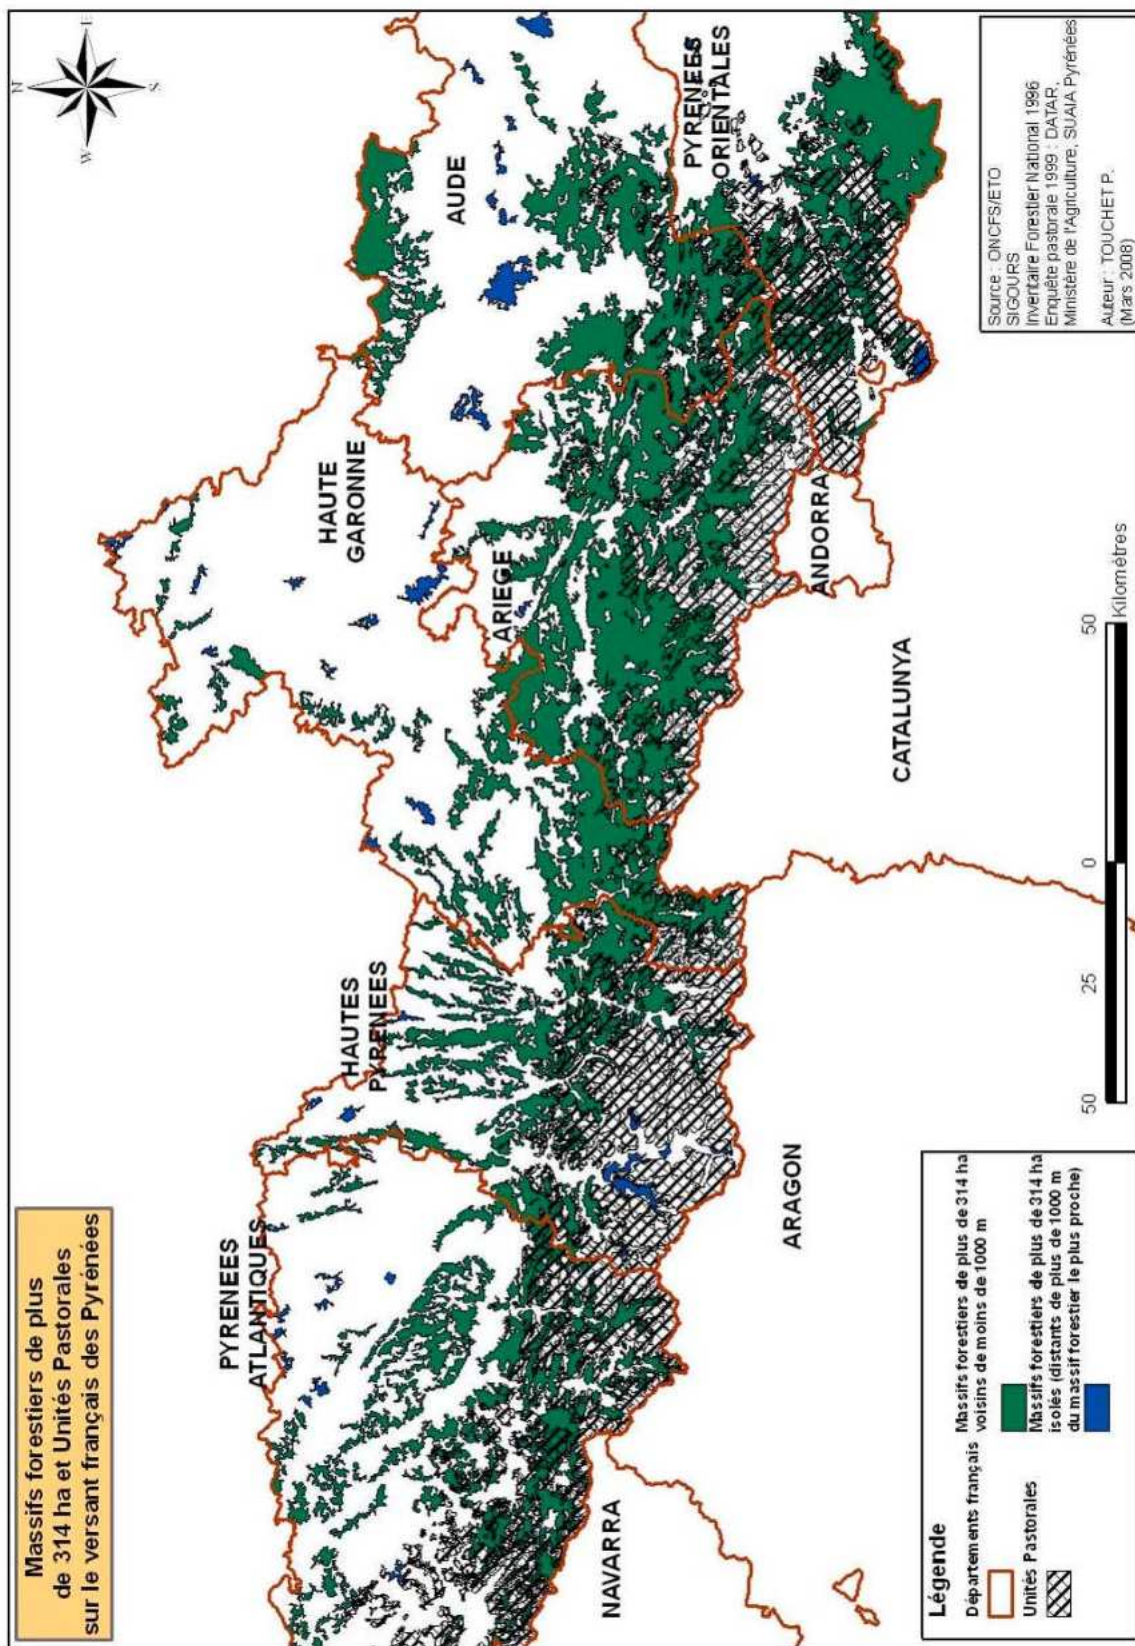 Massifs forestiers de plus
de 314 ha et Unités Pastorales
sur le versant français des Pyrénées
N
W
E
S
PYRENEES
ATLANTIQUES
HAUTES
PYRENEES
HAUTE
GARONNE
AUDE
ARIEGE
PYRENEES
ORIENTALES
NAVARRA
ARAGON
CATALUNYA
ANDORRA
Légende
Départements français
Unités Pastorales
Massifs forestiers de plus de 314 ha
voisins de moins de 1000 m
Massifs forestiers de plus de 314 ha
isolés (distants de plus de 1000 m
du massif forestier le plus proche)
50
25
0
50
Kilomètres
Source : ONCFS/ETO
SIGOURS
Inventaire Forestier National 1996
Enquête pastorale 1999 : DATAR,
Ministère de l'Agriculture, SUAIA Pyrénées
Auteur : TOUCHET P.
(Mars 2008)